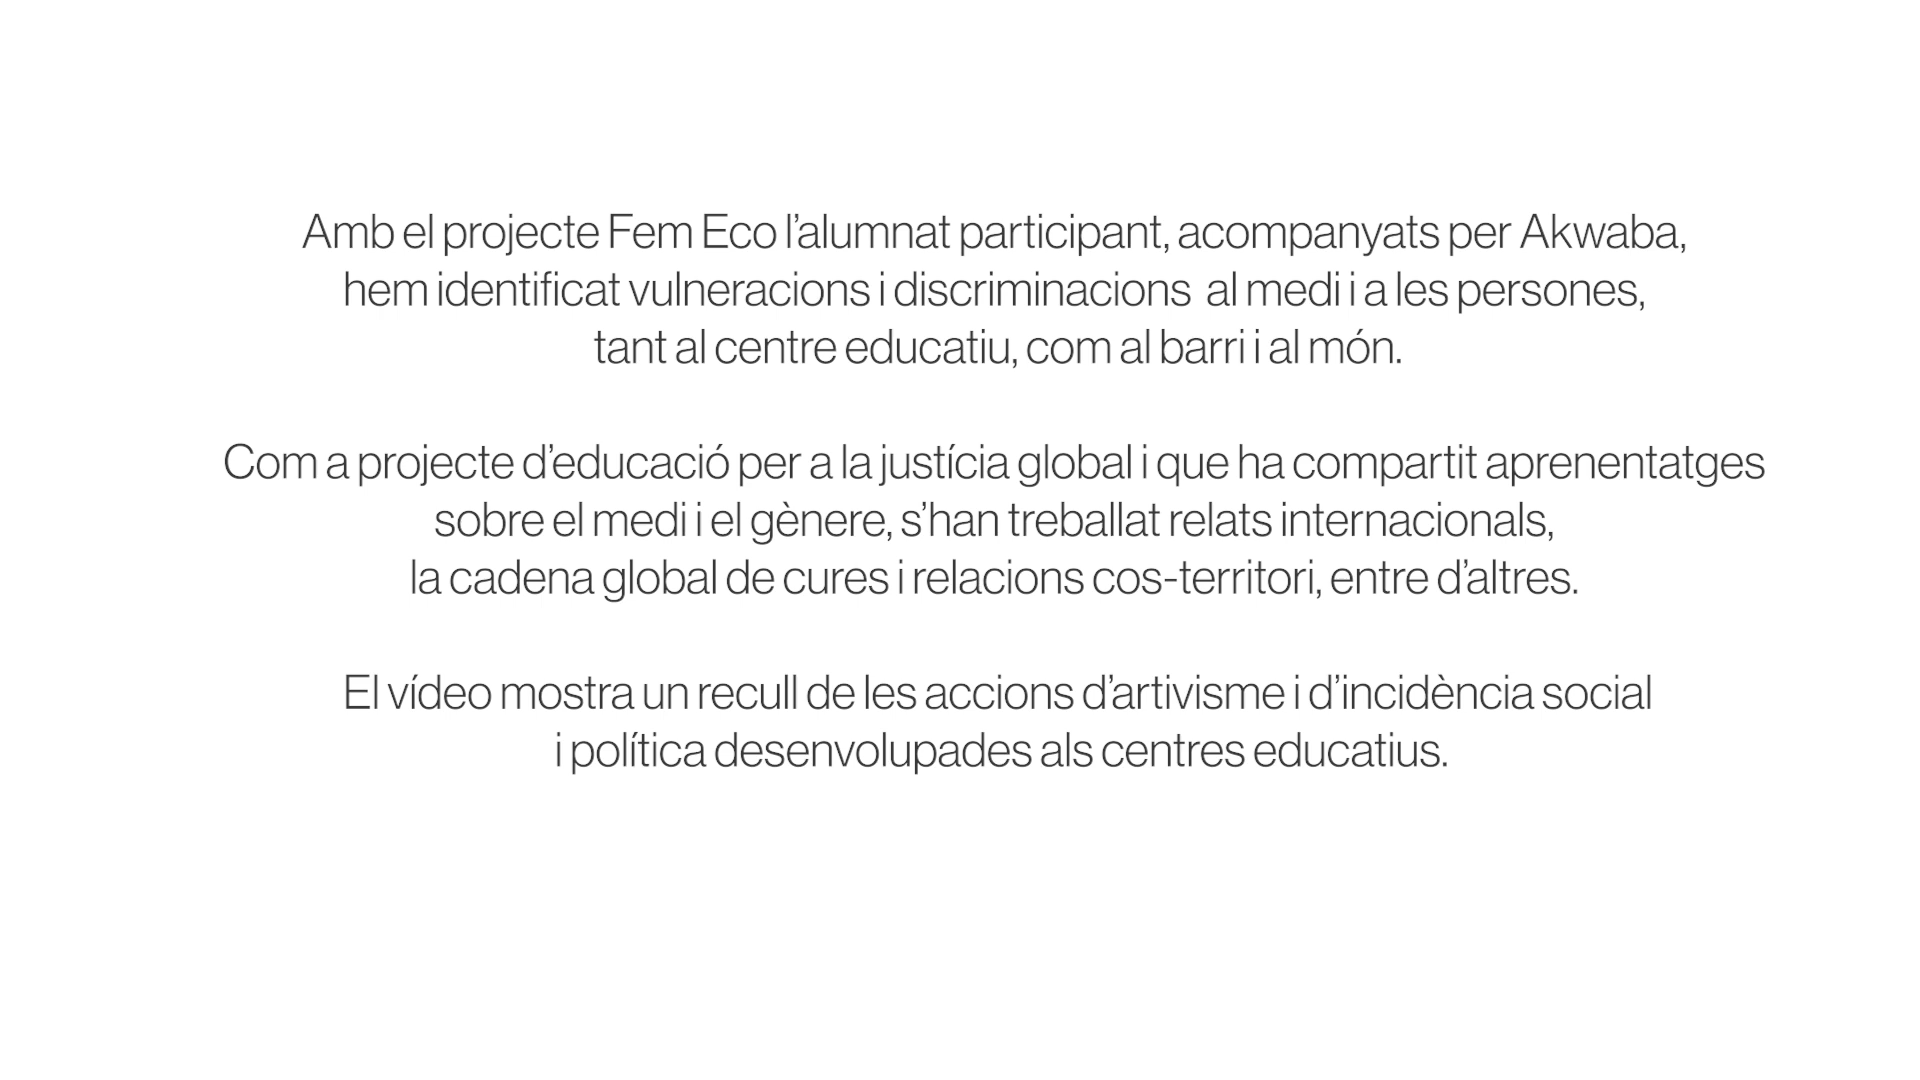 Amb el projecte Fem Eco l’alumnat participant, acompanyats per Akwaba,
hem identificat vulneracions i discriminacions al medi i a les persones,
tant al centre educatiu, com al barri i al món.
Com a projecte d’educació per a la justícia global i que ha compartit aprenentatges
sobre el medi i el gènere, s’han treballat relats internacionals,
la cadena global de cures i relacions cos-territori, entre d’altres.
El vídeo mostra un recull de les accions d’artivisme i d’incidència social
i política desenvolupades als centres educatius.